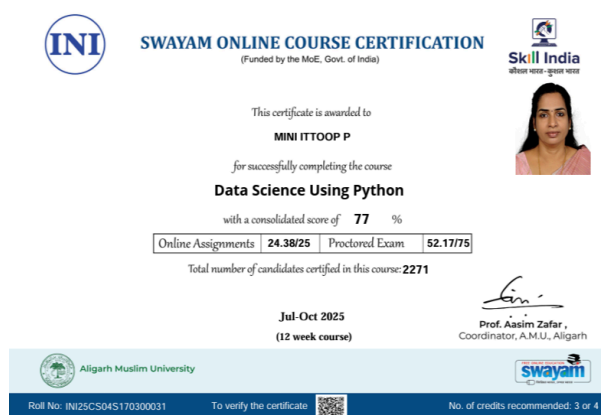 INI
SWAYAM ONLINE COURSE CERTIFICATION
(Funded by the MoE, Govt. of India)
Skill India
कौशल भारत-कुशल भारत
This certificate is awarded to
MINI ITTOOP P
for successfully completing the course
Data Science Using Python
with a consolidated score of 77 %
Online Assignments 24.38/25 Proctored Exam 52.17/75
Total number of candidates certified in this course: 2271
Jul-Oct 2025
(12 week course)
Prof. Aasim Zafar ,
Coordinator, A.M.U., Aligarh
Aligarh Muslim University
swayam
Roll No: INI25CS04S170300031 To verify the certificate No. of credits recommended: 3 or 4